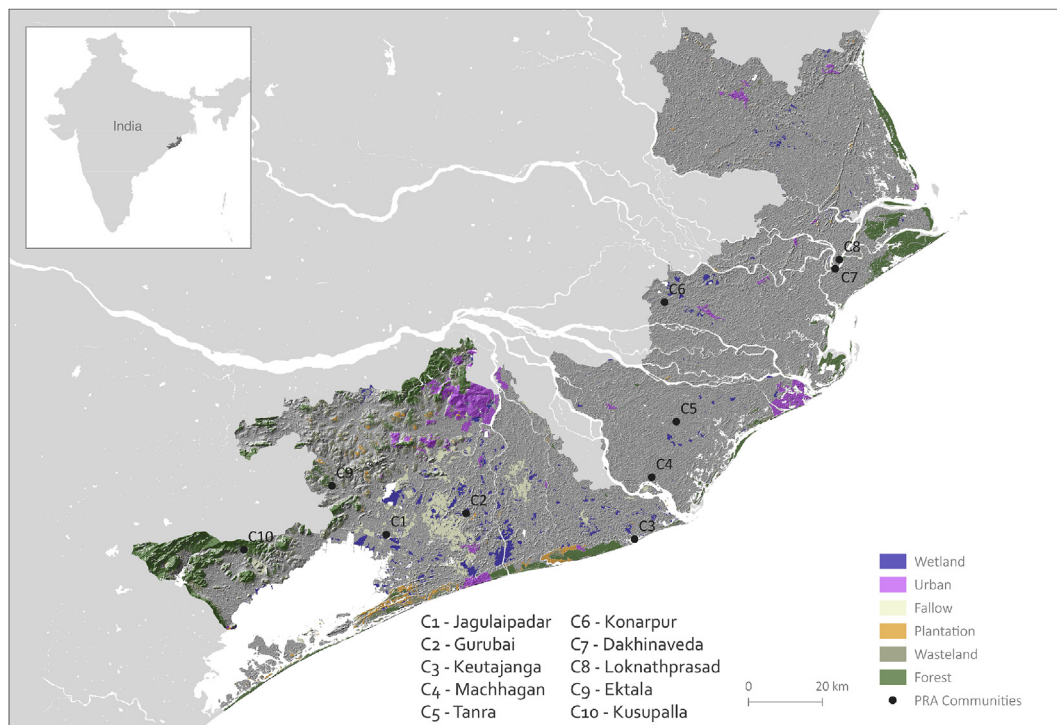 India
C8
C7
C6
C5
C4
C9
C2
C1
C3
C10
C1 - Jagulaipadar
C2 - Gurubai
C3 - Keutajanga
C4 - Machhagan
C5 - Tanra
C6 - Konarpur
C7 - Dakhinaveda
C8 - Loknathprasad
C9 - Ektala
C10 - Kusupalla
0 20 km
Wetland
Urban
Fallow
Plantation
Wasteland
Forest
PRA Communities